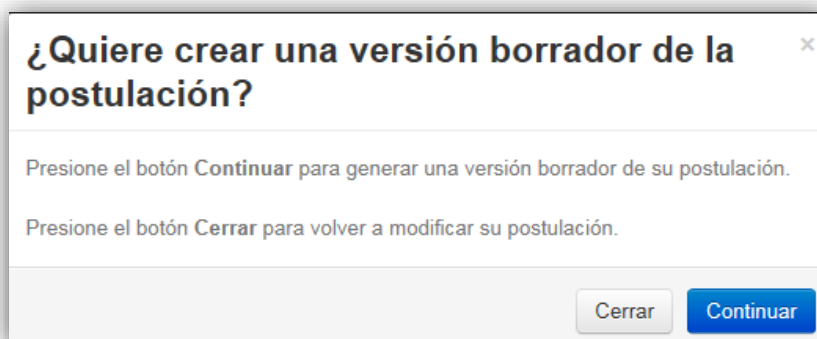 ¿Quiere crear una versión borrador de la
postulación?
×
Presione el botón Continuar para generar una versión borrador de su postulación.
Presione el botón Cerrar para volver a modificar su postulación.
Cerrar Continuar